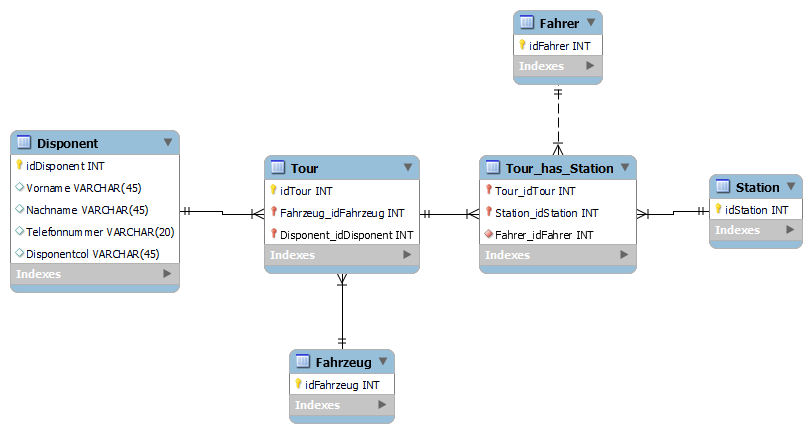 Fahrer
idFahrer INT
Indexes
Disponent
idDisponent INT
Vorname VARCHAR(45)
Nachname VARCHAR(45)
Telefonnummer VARCHAR(20)
Disponentcol VARCHAR(45)
Indexes
Tour
idTour INT
Fahrzeug_idFahrzeug INT
Disponent_idDisponent INT
Indexes
Tour_has_Station
Tour_idTour INT
Station_idStation INT
Fahrer_idFahrer INT
Indexes
Station
idStation INT
Indexes
Fahrzeug
idFahrzeug INT
Indexes